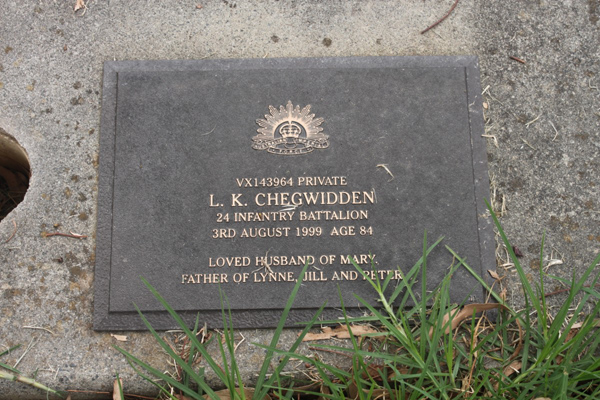 VX143964 PRIVATE
L. K. CHEGWIDDEN
24 INFANTRY BATTALION
3RD AUGUST 1999 AGE 84
LOVED HUSBAND OF MARY,
FATHER OF LYNNE, JILL AND PETER